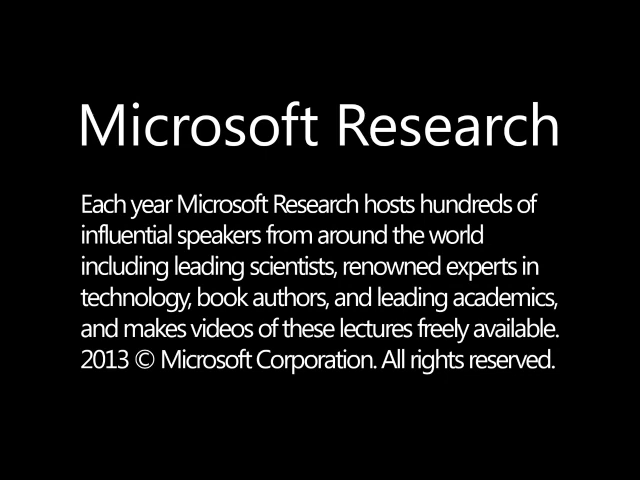 Microsoft Research
Each year Microsoft Research hosts hundreds of
influential speakers from around the world
including leading scientists, renowned experts in
technology, book authors, and leading academics,
and makes videos of these lectures freely available.
2013 © Microsoft Corporation. All rights reserved.